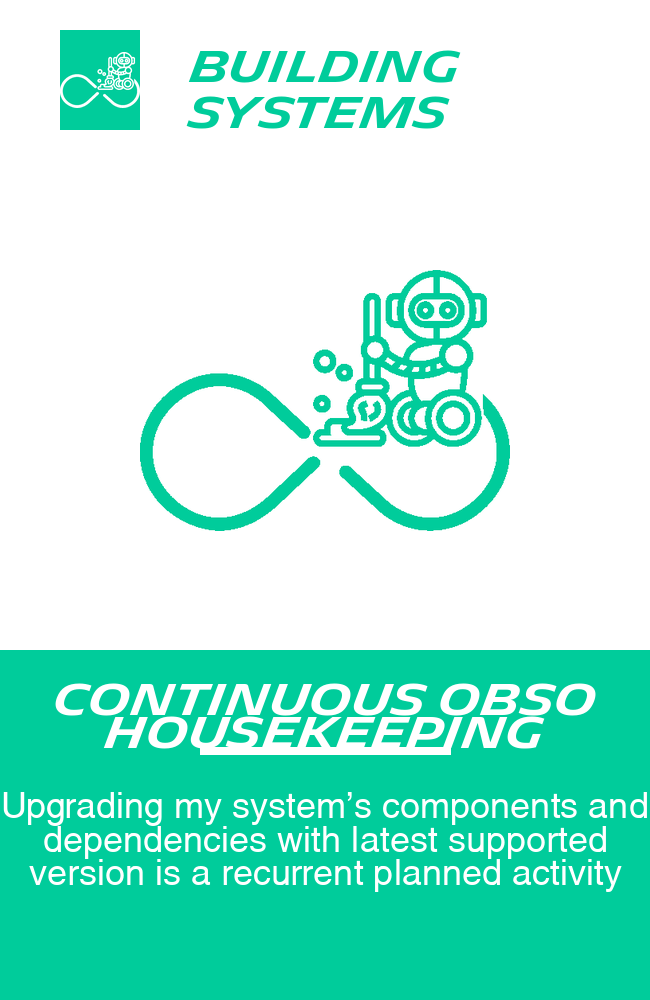 BUILDING
SYSTEMS
CONTINUOUS OBSO
HOUSEKEEPING
Upgrading my system’s components and
dependencies with latest supported
version is a recurrent planned activity